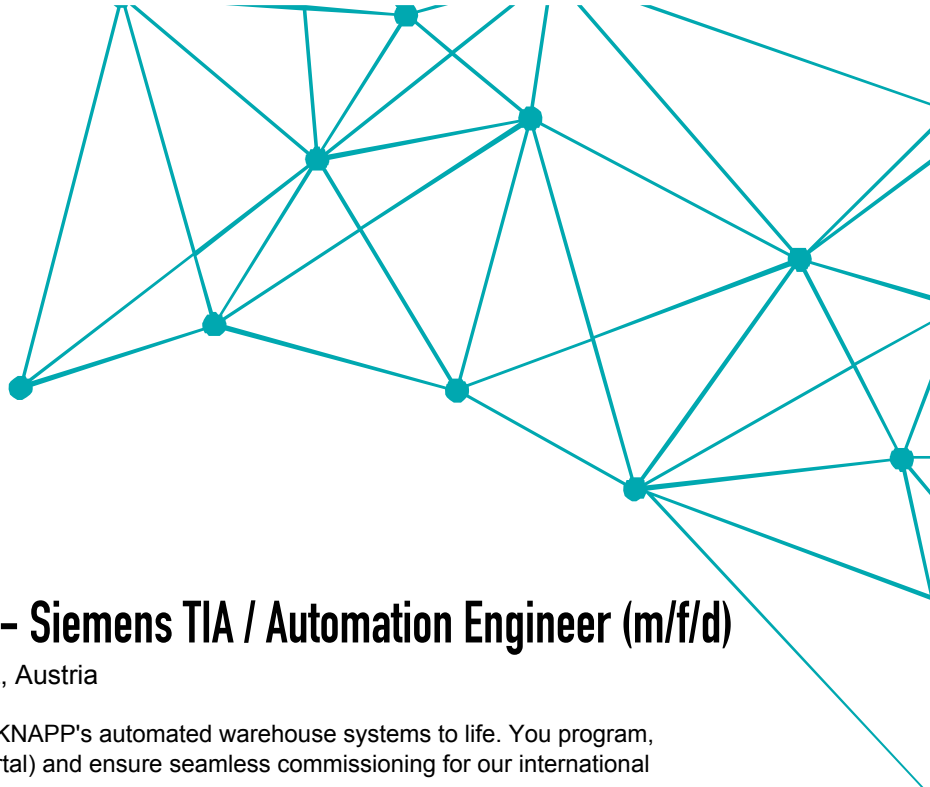 – Siemens TIA / Automation Engineer (m/f/d)
, Austria
KNAPP's automated warehouse systems to life. You program,
rtal) and ensure seamless commissioning for our international